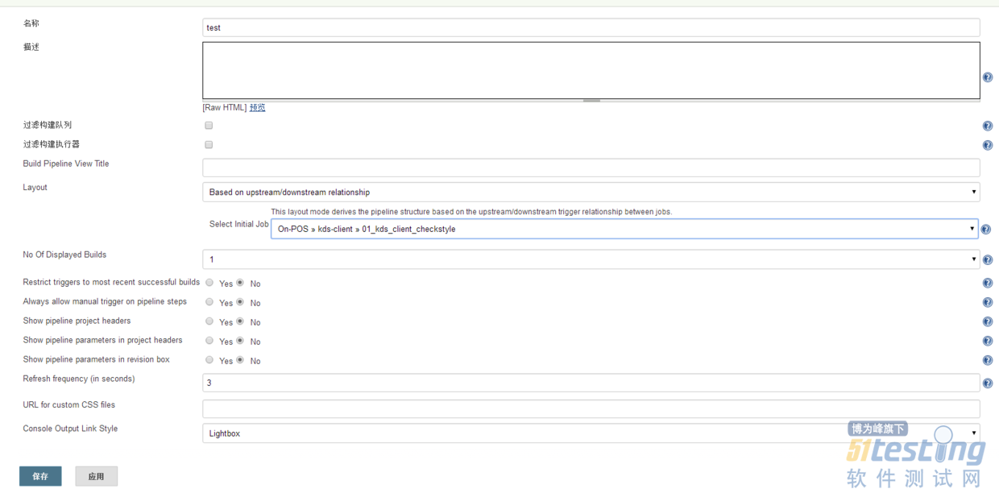 名称
test
描述
[Raw HTML] 预览
过滤构建队列
过滤构建执行器
Build Pipeline View Title
Layout
Based on upstream/downstream relationship
This layout mode derives the pipeline structure based on the upstream/downstream trigger relationship between jobs.
Select Initial Job
On-POS » kds-client » 01_kds_client_checkstyle
No Of Displayed Builds
1
Restrict triggers to most recent successful builds Yes No
Always allow manual trigger on pipeline steps Yes No
Show pipeline project headers Yes No
Show pipeline parameters in project headers Yes No
Show pipeline parameters in revision box Yes No
Refresh frequency (in seconds)
3
URL for custom CSS files
Console Output Link Style
Lightbox
保存 应用
博为峰旗下
51testing
软件测试网